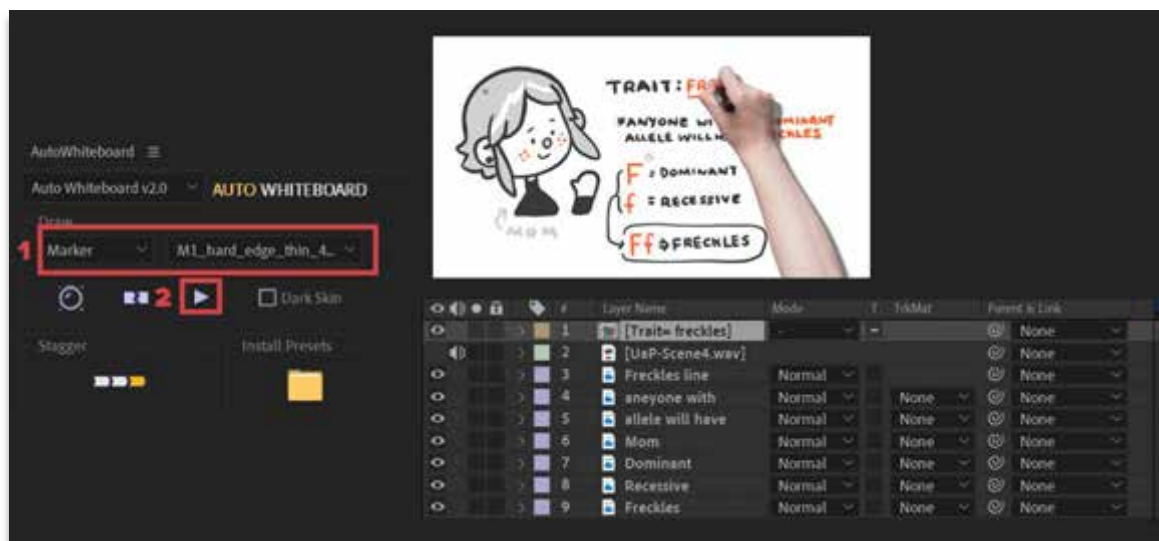 AutoWhiteboard
Auto Whiteboard v2.0
AUTO WHITEBOARD
Draw
1
Marker
M1_hard_edge_thin_4...
2
Dark Skin
Stagger
Install Presets
TRAIT: FR
ANYONE WI MINANT
ALLELE WILL CKLES
F = DOMINANT
f = RECESSIVE
Ff FRECKLES
MOM
# Layer Name Mode T TrkMat Parent & Link
1 [Trait= freckles] - None
2 [UaP-Scene4.wav] None
3 Freckles line Normal None
4 aneyone with Normal None None
5 allele will have Normal None None
6 Mom Normal None None
7 Dominant Normal None None
8 Recessive Normal None None
9 Freckles Normal None None